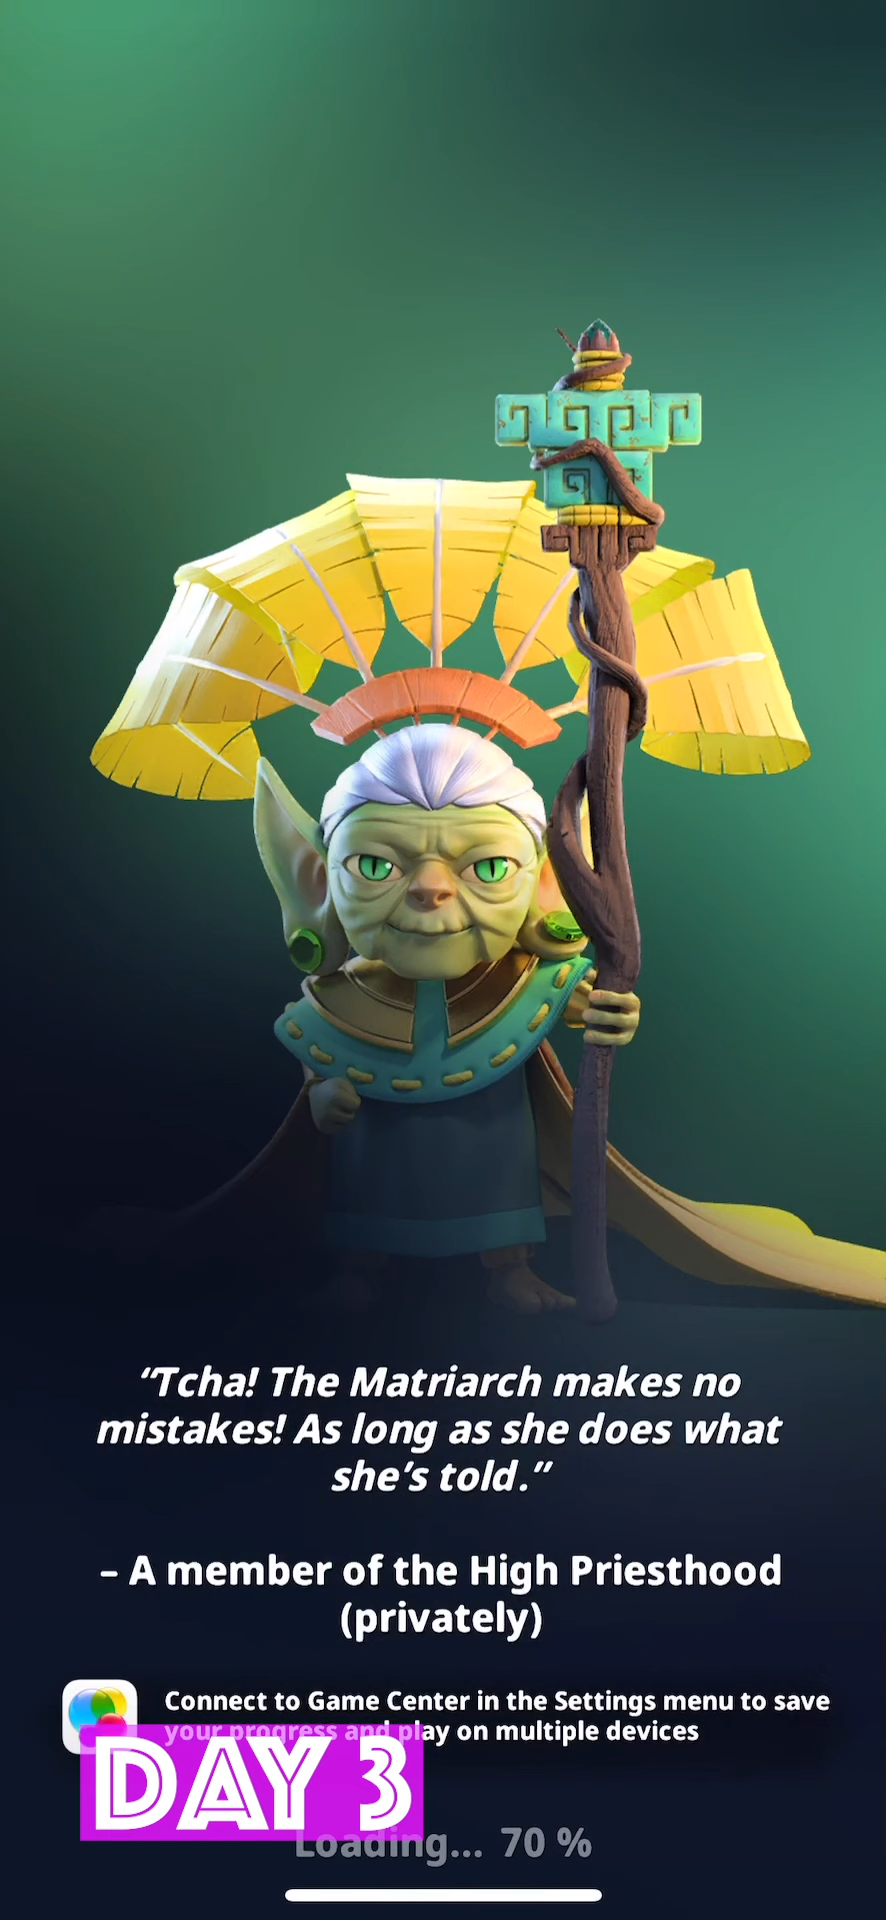 “Tcha! The Matriarch makes no
mistakes! As long as she does what
she’s told.”
– A member of the High Priesthood
(privately)
Connect to Game Center in the Settings menu to save
your progress and play on multiple devices
DAY 3
Loading... 70 %